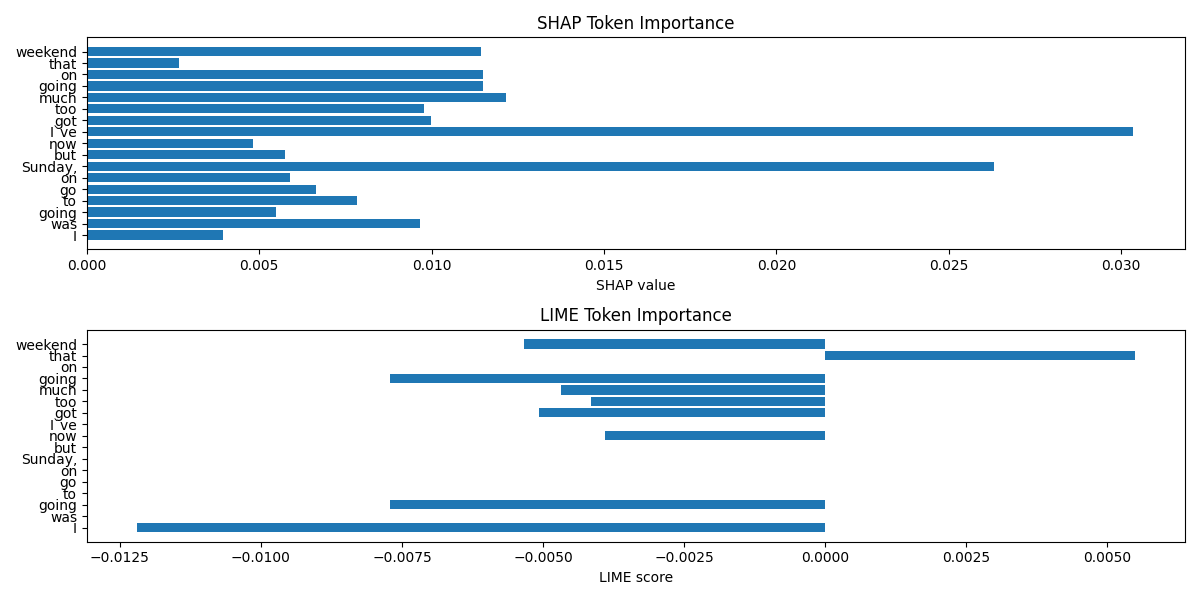 SHAP Token Importance
weekend
that
on
going
much
too
got
I ve
now
but
Sunday,
on
go
to
going
was
I
0.000 0.005 0.010 0.015 0.020 0.025 0.030
SHAP value
LIME Token Importance
weekend
that
on
going
much
too
got
I ve
now
but
Sunday,
on
go
to
going
was
I
−0.0125 −0.0100 −0.0075 −0.0050 −0.0025 0.0000 0.0025 0.0050
LIME score